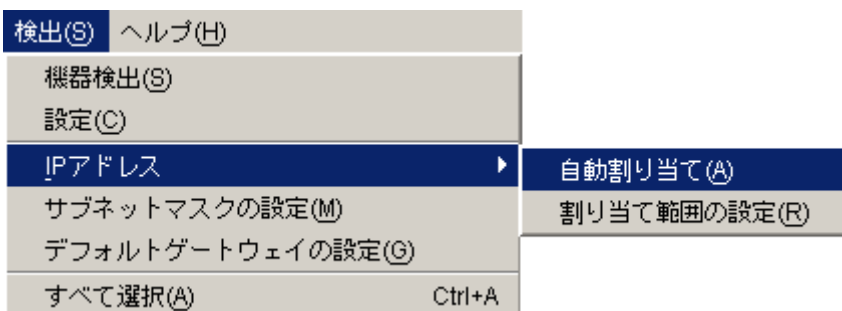 検出(S) ヘルプ(H)
機器検出(S)
設定(C)
IPアドレス
自動割り当て(A)
割り当て範囲の設定(R)
サブネットマスクの設定(M)
デフォルトゲートウェイの設定(G)
すべて選択(A) Ctrl+A